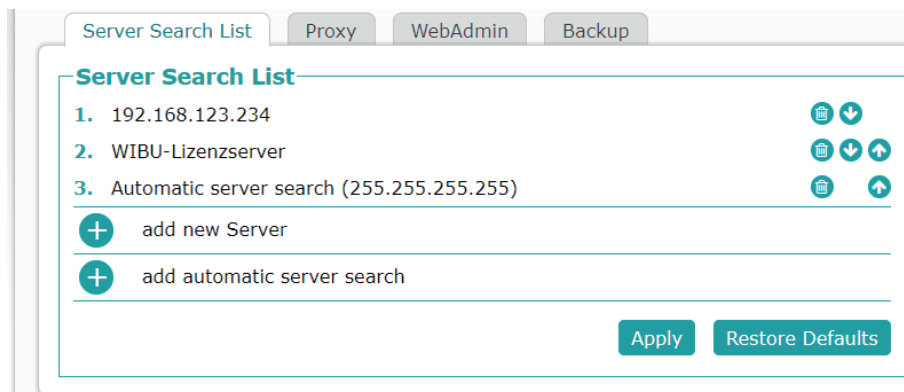 Server Search List Proxy WebAdmin Backup
Server Search List
1. 192.168.123.234
2. WIBU-Lizenzserver
3. Automatic server search (255.255.255.255)
add new Server
add automatic server search
Apply Restore Defaults